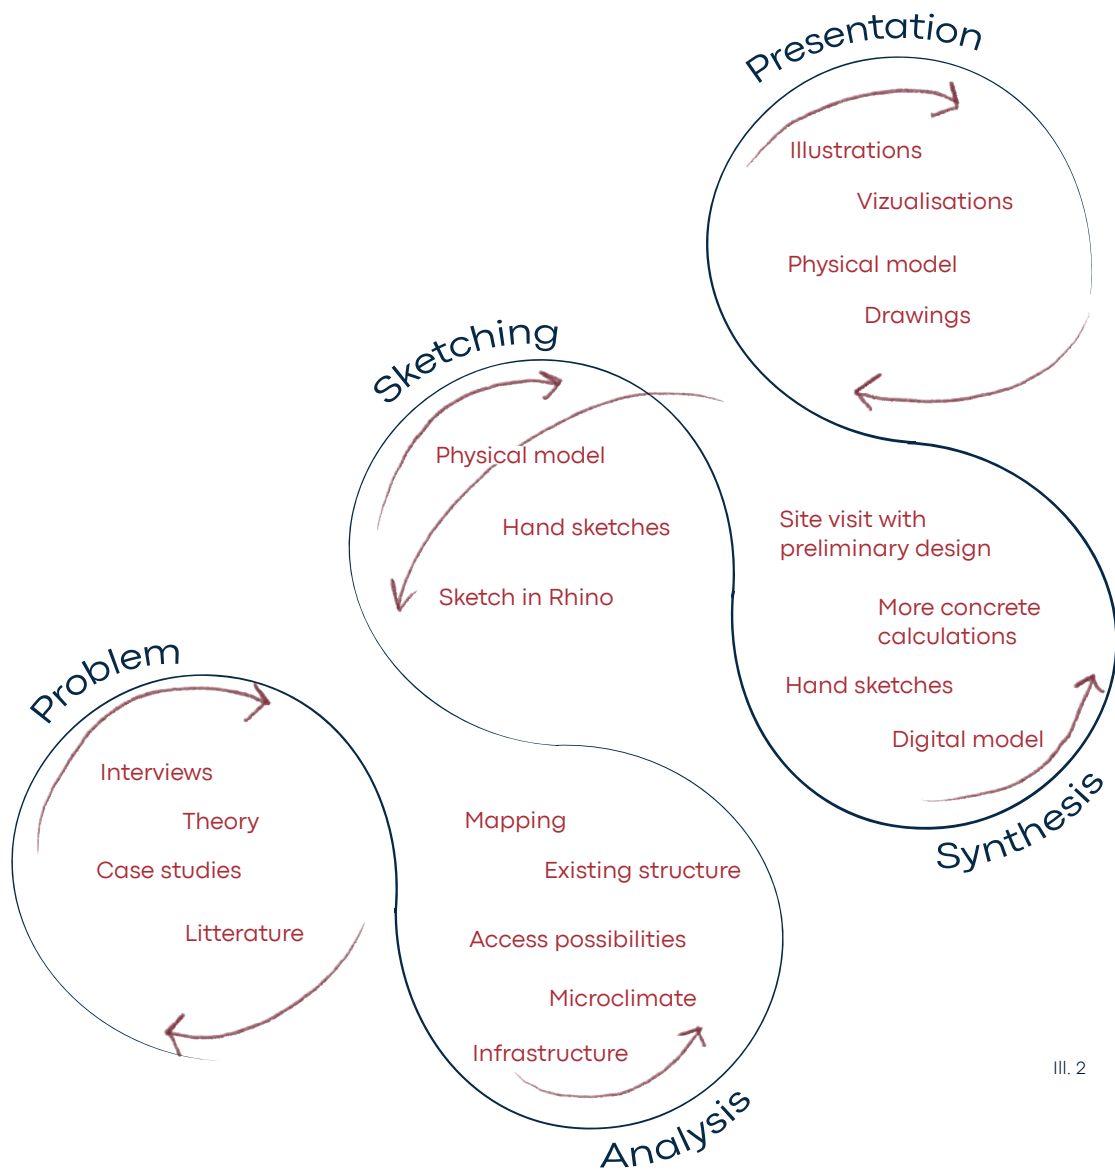 Presentation
Illustrations
Vizualisations
Physical model
Drawings
Sketching
Physical model
Hand sketches
Sketch in Rhino
Site visit with
preliminary design
More concrete
calculations
Hand sketches
Digital model
Synthesis
Problem
Interviews
Theory
Case studies
Litterature
Mapping
Existing structure
Access possibilities
Microclimate
Infrastructure
Analysis
Ill. 2